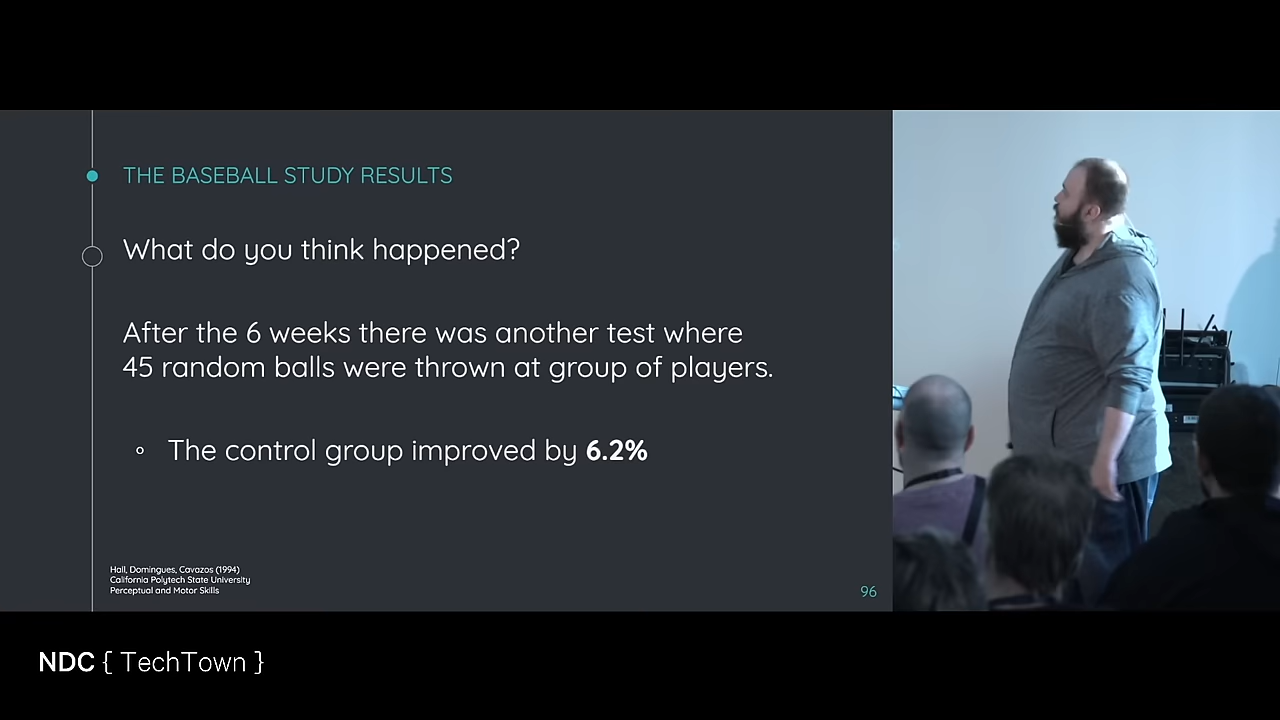 THE BASEBALL STUDY RESULTS
What do you think happened?
After the 6 weeks there was another test where
45 random balls were thrown at group of players.
The control group improved by 6.2%
Hall, Domingues, Cavazos (1994)
California Polytech State University
Perceptual and Motor Skills
96
NDC { TechTown }